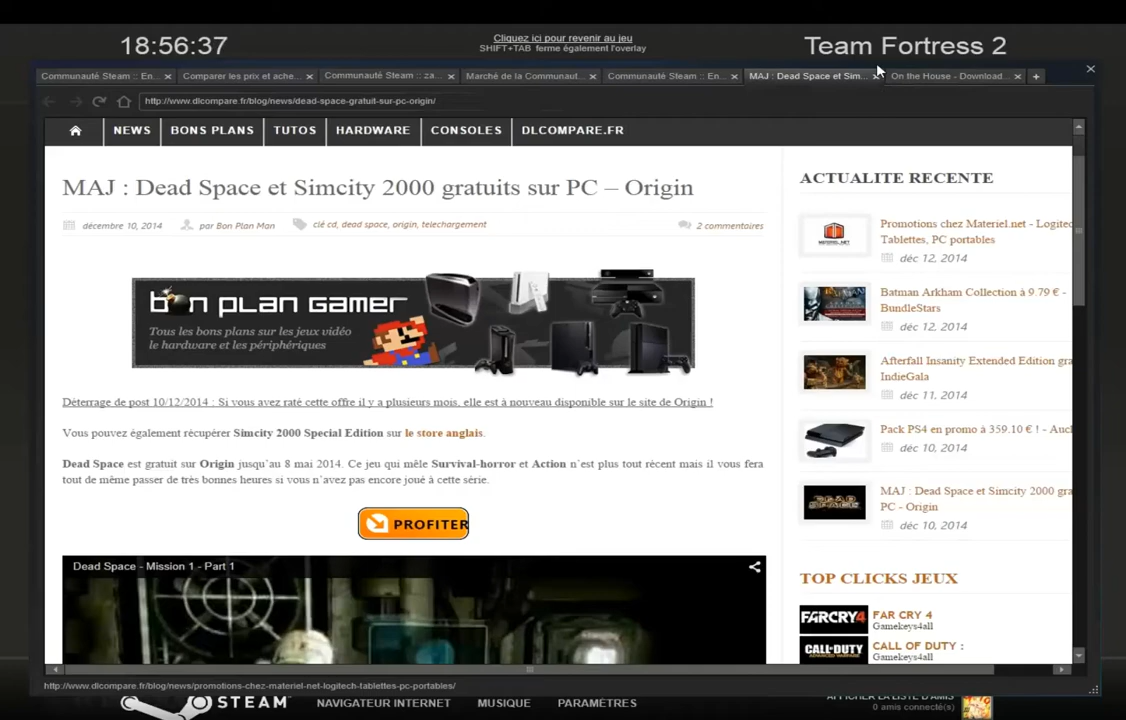 18:56:37
Cliquez ici pour revenir au jeu
SHIFT+TAB ferme également l'overlay
Team Fortress 2
Communauté Steam :: En... ×
Comparer les prix et ache... ×
Communauté Steam :: za... ×
Marché de la Communaut... ×
Communauté Steam :: En... ×
MAJ : Dead Space et Sim... ×
On the House - Download... ×
http://www.dlcompare.fr/blog/news/dead-space-gratuit-sur-pc-origin/
NEWS
BONS PLANS
TUTOS
HARDWARE
CONSOLES
DLCOMPARE.FR
MAJ : Dead Space et Simcity 2000 gratuits sur PC – Origin
décembre 10, 2014
par Bon Plan Man
clé cd, dead space, origin, telechargement
2 commentaires
bon plan gamer
Tous les bons plans sur les jeux vidéo
le hardware et les périphériques
Déterrage de post 10/12/2014 : Si vous avez raté cette offre il y a plusieurs mois, elle est à nouveau disponible sur le site de Origin !
Vous pouvez également récupérer Simcity 2000 Special Edition sur le store anglais.
Dead Space est gratuit sur Origin jusqu'au 8 mai 2014. Ce jeu qui mêle Survival-horror et Action n'est plus tout récent mais il vous fera
tout de même passer de très bonnes heures si vous n'avez pas encore joué à cette série.
PROFITER
Dead Space - Mission 1 - Part 1
ACTUALITE RECENTE
Promotions chez Materiel.net - Logitec
Tablettes, PC portables
déc 12, 2014
Batman Arkham Collection à 9.79 € -
BundleStars
déc 12, 2014
Afterfall Insanity Extended Edition gra
IndieGala
déc 11, 2014
Pack PS4 en promo à 359.10 € ! - Auc
déc 10, 2014
MAJ : Dead Space et Simcity 2000 gra
PC - Origin
déc 10, 2014
TOP CLICKS JEUX
FARCRY4
FAR CRY 4
Gamekeys4all
CALL OF DUTY
CALL OF DUTY :
Gamekeys4all
http://www.dlcompare.fr/blog/news/promotions-chez-materiel-net-logitech-tablettes-pc-portables/
STEAM
NAVIGATEUR INTERNET
MUSIQUE
PARAMÈTRES
AFFICHER LA LISTE D'AMIS
0 amis connecté(s)